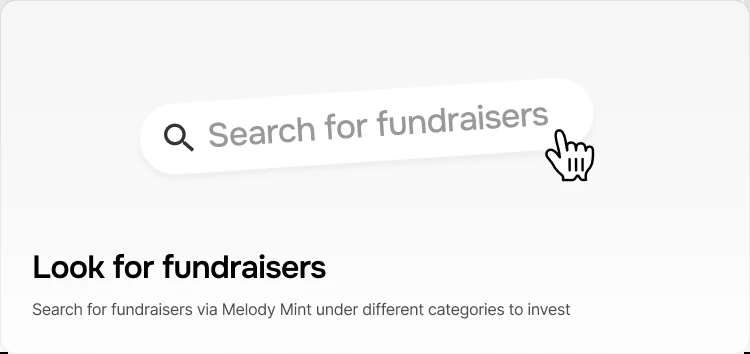 Search for fundraisers
Look for fundraisers
Search for fundraisers via Melody Mint under different categories to invest